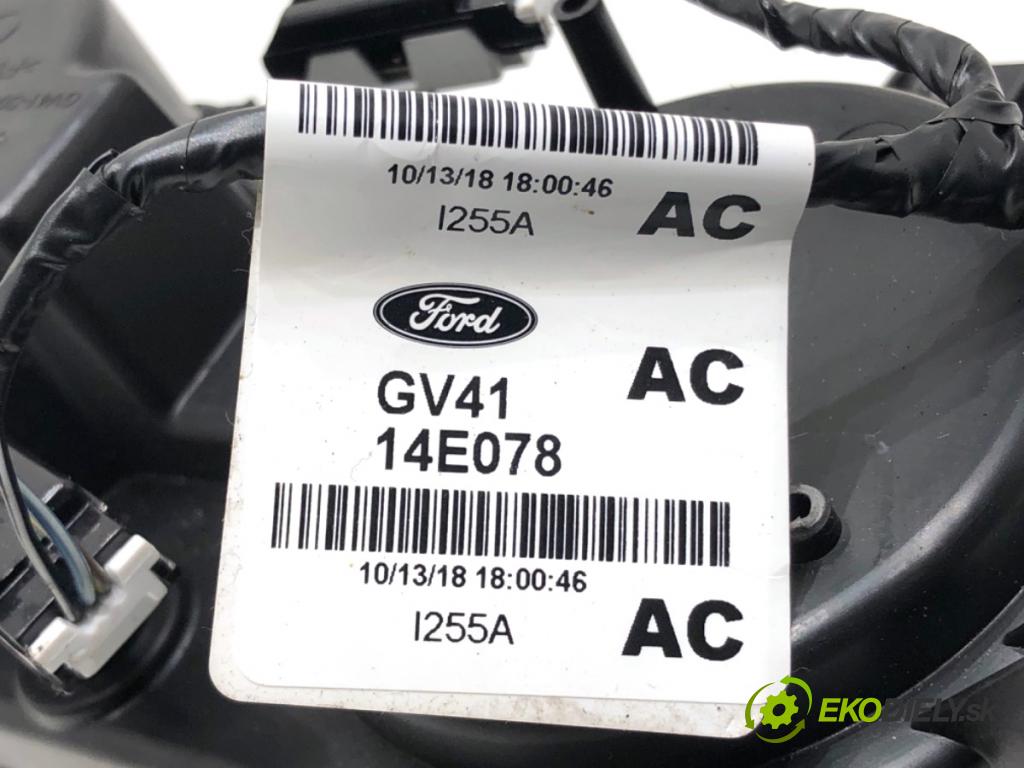 10/13/18 18:00:46
I255A AC
Ford
GV41 AC
14E078
10/13/18 18:00:46
I255A AC
EKODIELY.sk